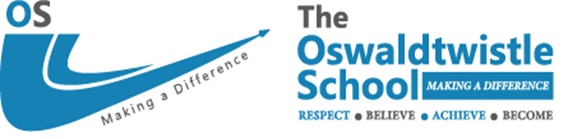 OS
Making a Difference
The
Oswaldtwistle
School MAKING A DIFFERENCE
RESPECT ● BELIEVE ● ACHIEVE ● BECOME